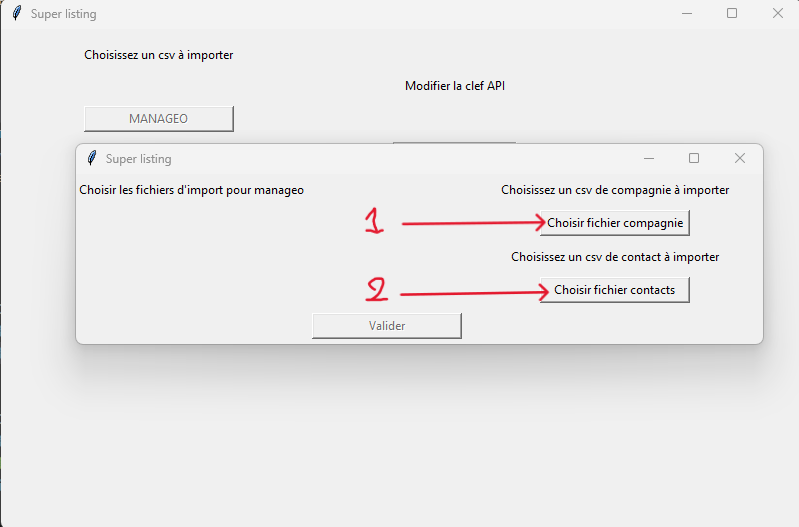 Super listing
Choisissez un csv à importer
Modifier la clef API
MANAGEO
Super listing
Choisir les fichiers d'import pour manageo
Choisissez un csv de compagnie à importer
1
Choisir fichier compagnie
Choisissez un csv de contact à importer
2
Choisir fichier contacts
Valider